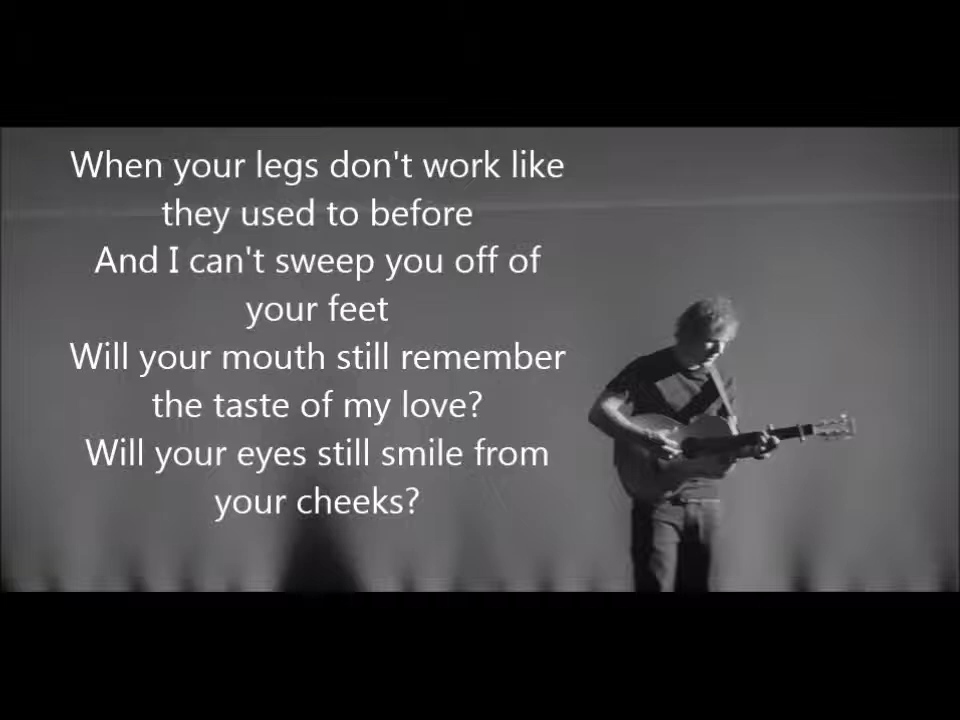 When your legs don't work like
they used to before
And I can't sweep you off of
your feet
Will your mouth still remember
the taste of my love?
Will your eyes still smile from
your cheeks?